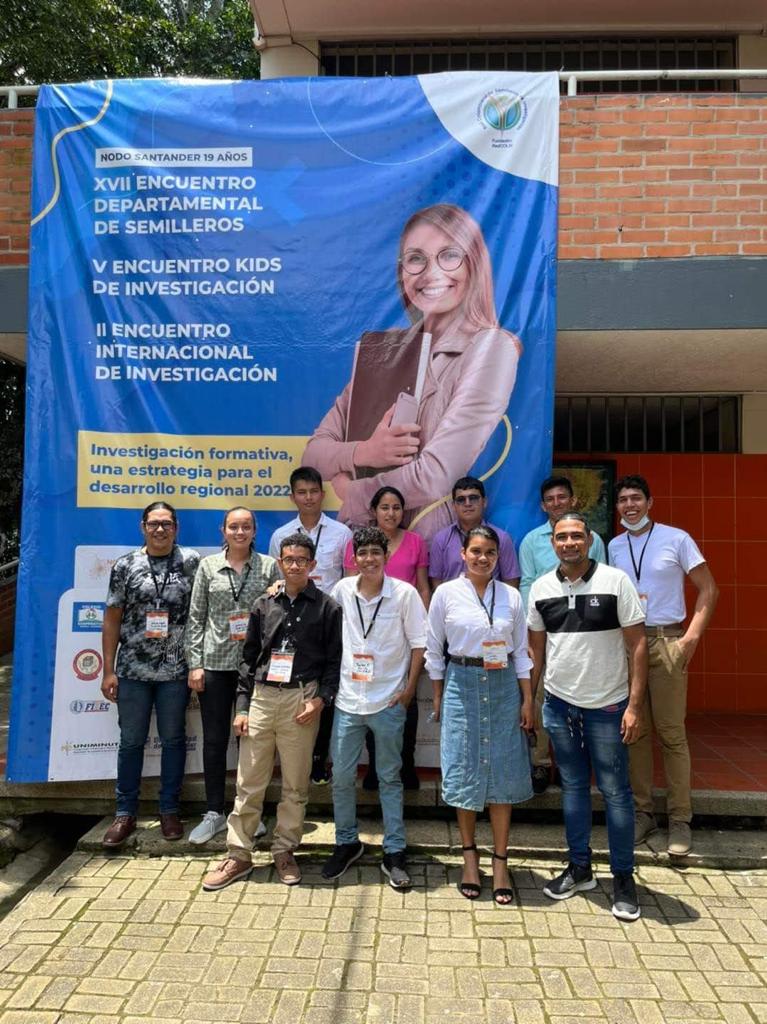 NODO SANTANDER 19 AÑOS
XVII ENCUENTRO
DEPARTAMENTAL
DE SEMILLEROS
V ENCUENTRO KIDS
DE INVESTIGACIÓN
II ENCUENTRO
INTERNACIONAL
DE INVESTIGACIÓN
Investigación formativa,
una estrategia para el
desarrollo regional 2022
UNIMINUTO